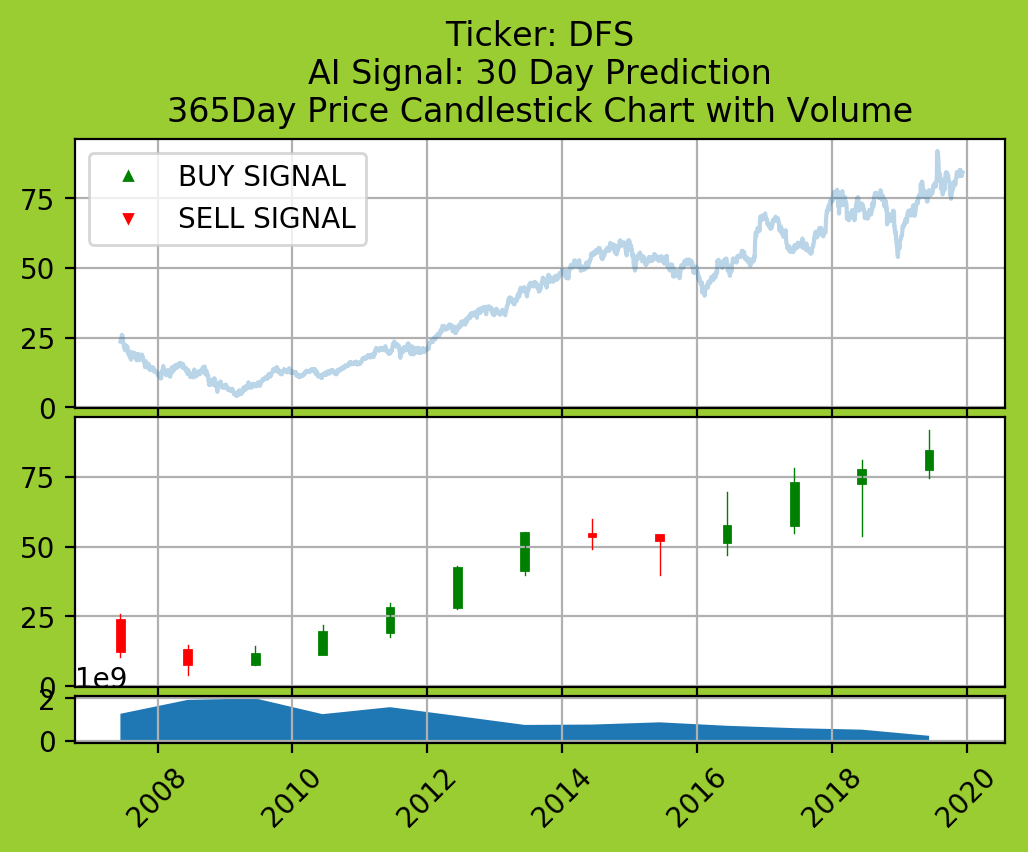 Ticker: DFS
AI Signal: 30 Day Prediction
365Day Price Candlestick Chart with Volume
BUY SIGNAL
SELL SIGNAL
75
50
25
0
75
50
25
0
1e9
2
0
2008
2010
2012
2014
2016
2018
2020